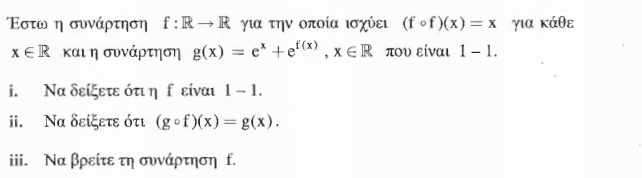 Έστω η συνάρτηση f : ℝ → ℝ για την οποία ισχύει (f ∘ f)(x) = x για κάθε
x ∈ ℝ και η συνάρτηση g(x) = eˣ + e^{f(x)} , x ∈ ℝ που είναι 1 – 1.
i. Να δείξετε ότι η f είναι 1 – 1.
ii. Να δείξετε ότι (g ∘ f)(x) = g(x).
iii. Να βρείτε τη συνάρτηση f.